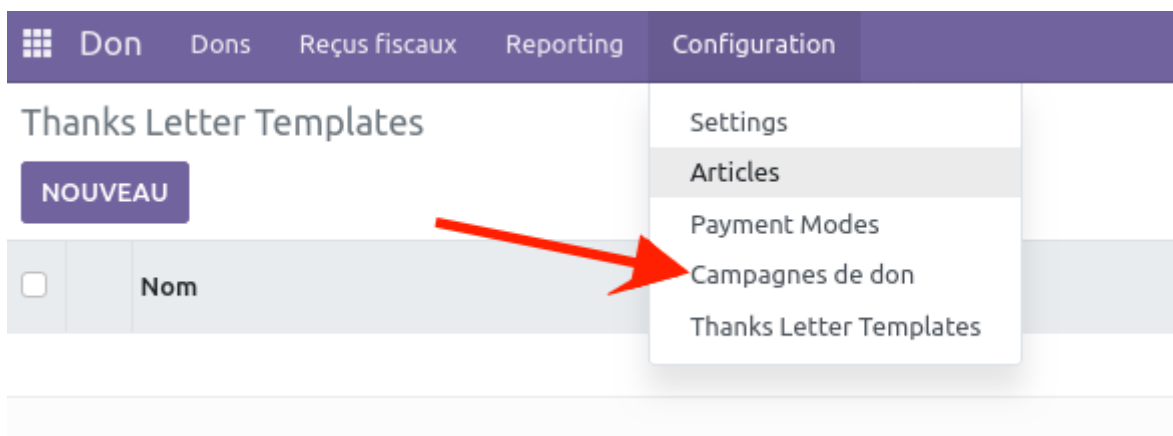 Don Dons Reçus fiscaux Reporting Configuration
Thanks Letter Templates
NOUVEAU
Nom
Settings
Articles
Payment Modes
Campagnes de don
Thanks Letter Templates